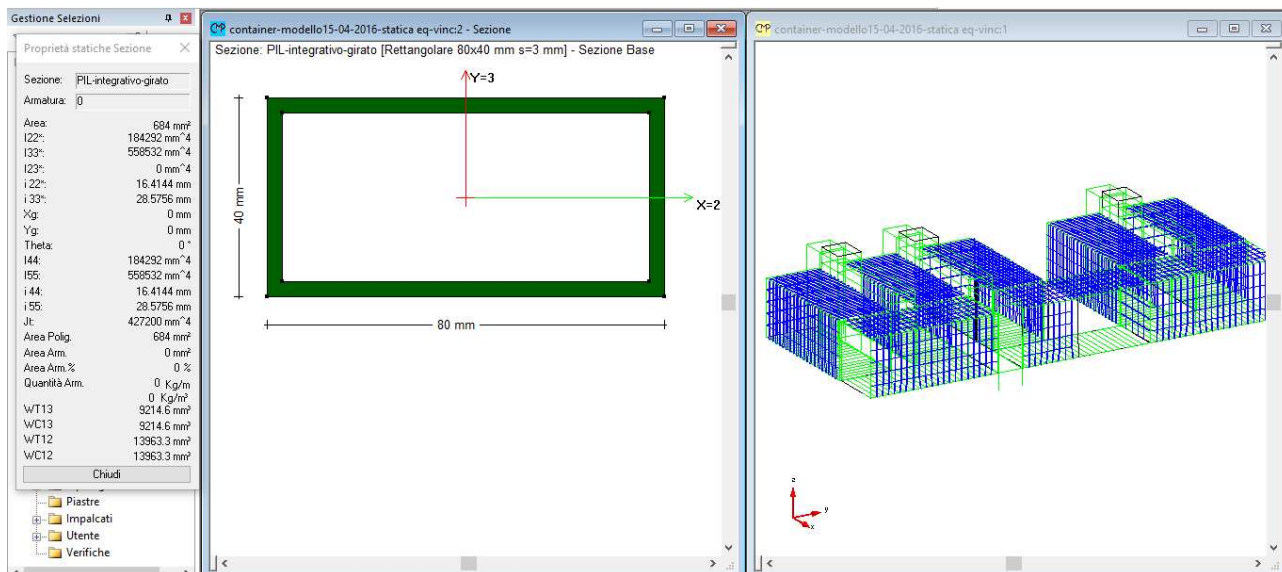 Gestione Selezioni
Proprietà statiche Sezione
Sezione: PIL-integrativo-girato
Armatura: 0
Area: 684 mm²
I22*: 184292 mm^4
I33*: 558532 mm^4
I23*: 0 mm^4
i 22*: 16.4144 mm
i 33*: 28.5756 mm
Xg: 0 mm
Yg: 0 mm
Theta: 0 °
I44: 184292 mm^4
I55: 558532 mm^4
i 44: 16.4144 mm
i 55: 28.5756 mm
Jt: 427200 mm^4
Area Polig. 684 mm²
Area Arm. 0 mm²
Area Arm.% 0 %
Quantità Arm. 0 Kg/m
0 Kg/m²
WT13 9214.6 mm³
WC13 9214.6 mm³
WT12 13963.3 mm³
WC12 13963.3 mm³
Chiudi
Piastre
Impalcati
Utente
Verifiche
CMP container-modello15-04-2016-statica eq-vinc:2 - Sezione
Sezione: PIL-integrativo-girato [Rettangolare 80x40 mm s=3 mm] - Sezione Base
Y=3
X=2
40 mm
80 mm
CMP container-modello15-04-2016-statica eq-vinc:1
z
y
x